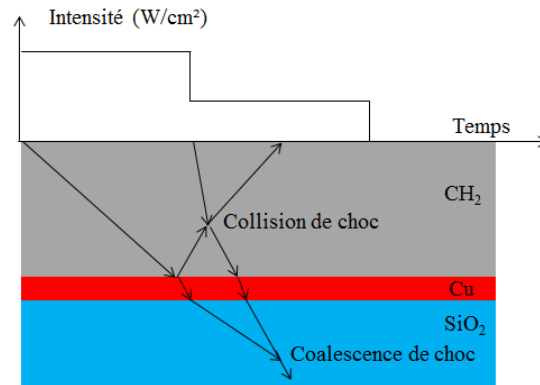 Intensité (W/cm²)
Temps
CH₂
Collision de choc
Cu
SiO₂
Coalescence de choc